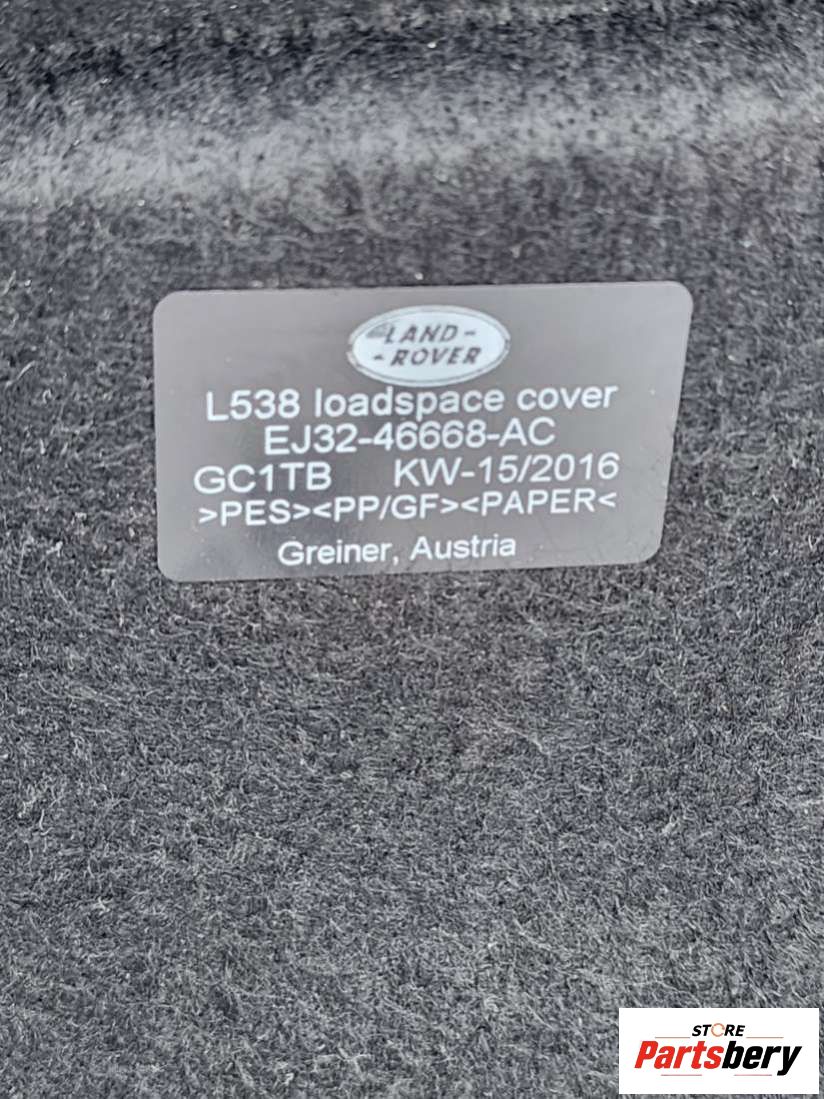 LAND-
-ROVER
L538 loadspace cover
EJ32-46668-AC
GC1TB KW-15/2016
>PES><PP/GF><PAPER<
Greiner, Austria
STORE
Partsbery